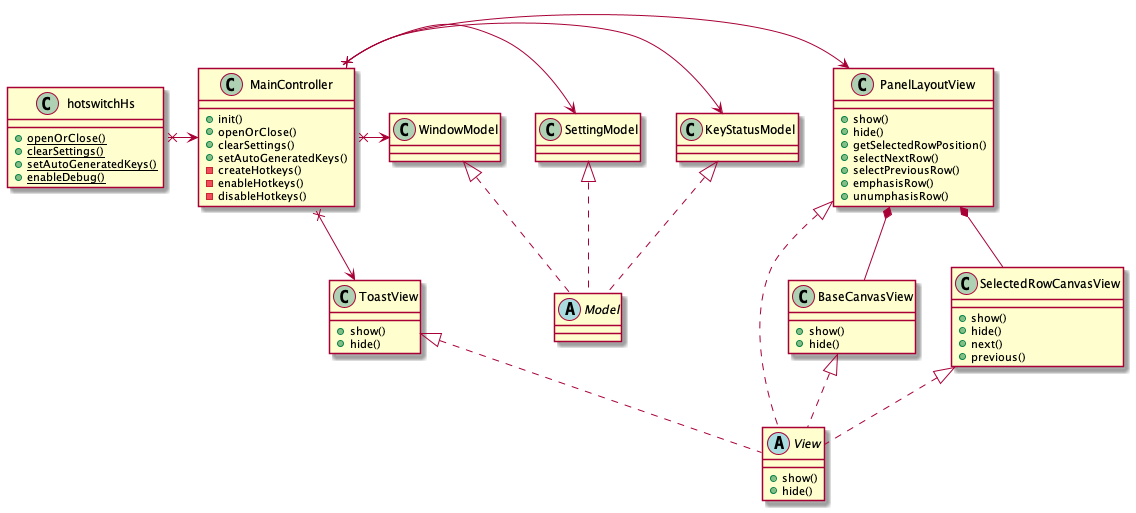 C hotswitchHs
openOrClose()
clearSettings()
setAutoGeneratedKeys()
enableDebug()
C MainController
init()
openOrClose()
clearSettings()
setAutoGeneratedKeys()
createHotkeys()
enableHotkeys()
disableHotkeys()
C WindowModel
C SettingModel
C KeyStatusModel
C PanelLayoutView
show()
hide()
getSelectedRowPosition()
selectNextRow()
selectPreviousRow()
emphasisRow()
unumphasisRow()
C ToastView
show()
hide()
A Model
C BaseCanvasView
show()
hide()
C SelectedRowCanvasView
show()
hide()
next()
previous()
A View
show()
hide()